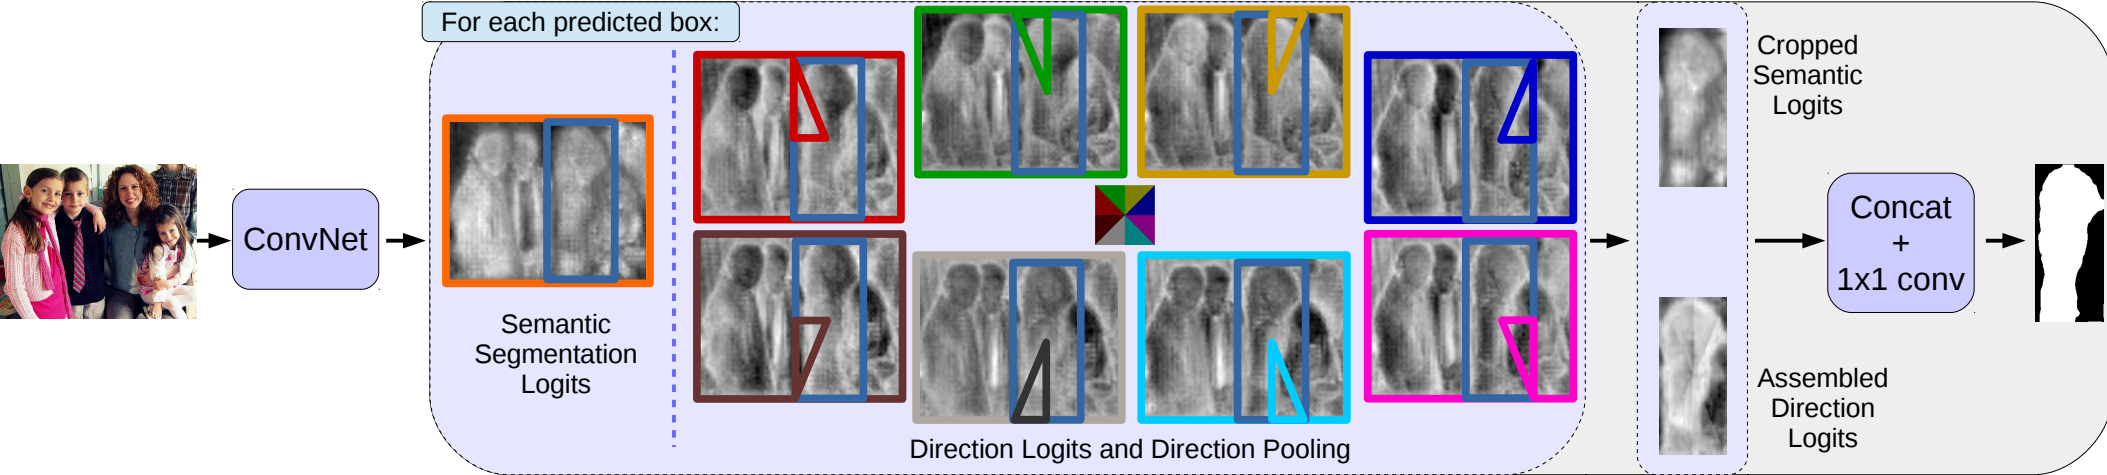 For each predicted box:
ConvNet
Semantic
Segmentation
Logits
Direction Logits and Direction Pooling
Cropped
Semantic
Logits
Assembled
Direction
Logits
Concat
+
1x1 conv